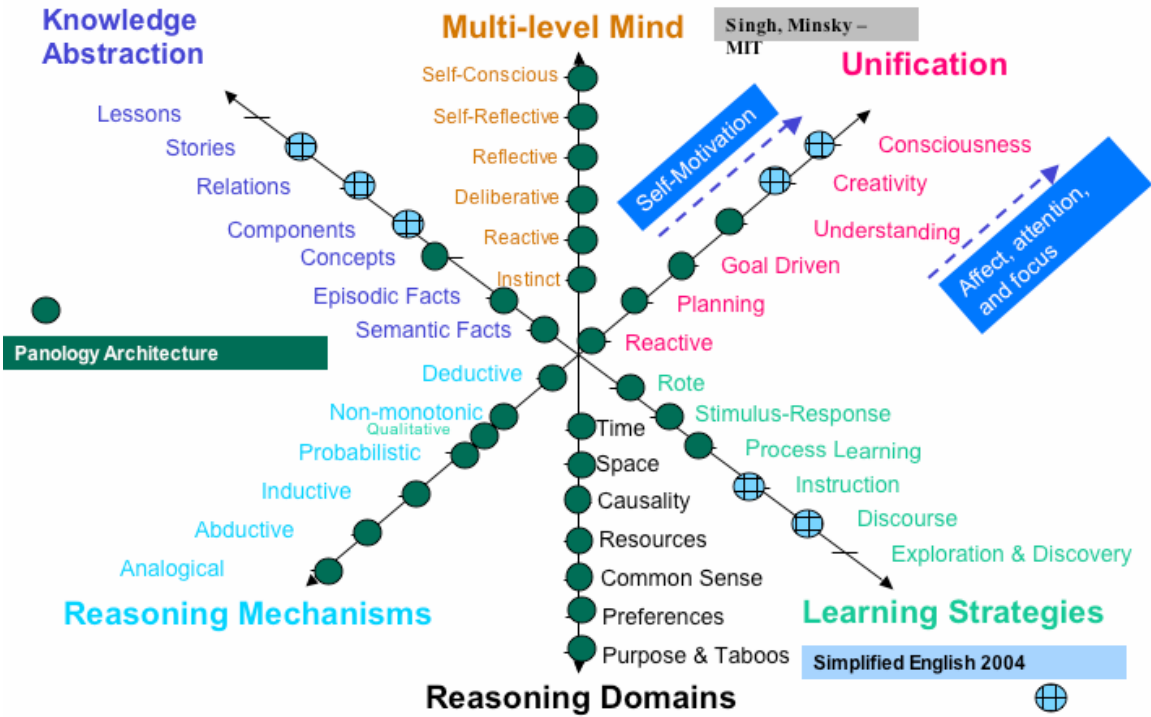 Knowledge
Abstraction
Multi-level Mind
Singh, Minsky –
MIT
Unification
Self-Conscious
Self-Reflective
Reflective
Deliberative
Reactive
Instinct
Lessons
Stories
Relations
Components
Concepts
Episodic Facts
Semantic Facts
Self-Motivation
Consciousness
Creativity
Understanding
Goal Driven
Planning
Reactive
Affect, attention,
and focus
Panology Architecture
Deductive
Non-monotonic
Qualitative
Probabilistic
Inductive
Abductive
Analogical
Reasoning Mechanisms
Time
Space
Causality
Resources
Common Sense
Preferences
Purpose & Taboos
Reasoning Domains
Rote
Stimulus-Response
Process Learning
Instruction
Discourse
Exploration & Discovery
Learning Strategies
Simplified English 2004